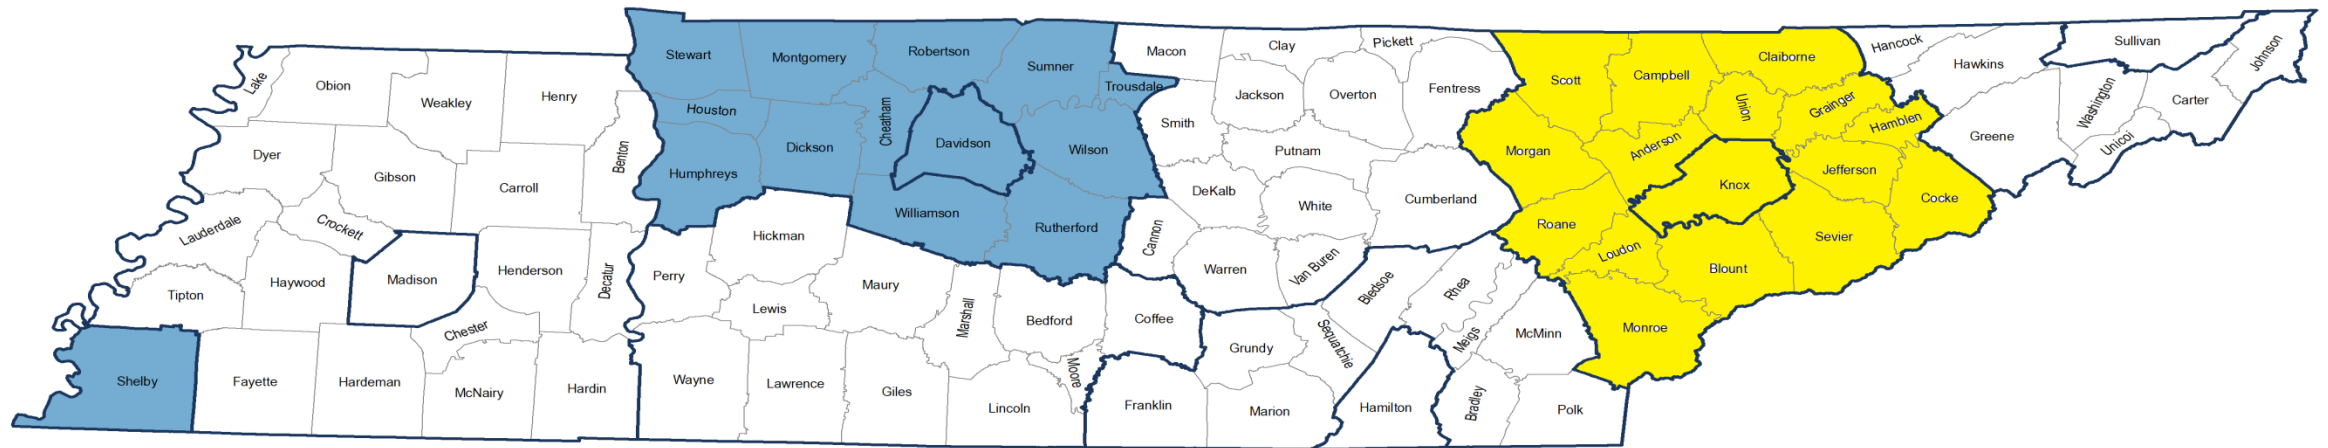 Lake
Obion
Weakley
Henry
Dyer
Gibson
Carroll
Benton
Lauderdale
Crockett
Haywood
Madison
Henderson
Decatur
Tipton
Chester
Shelby
Fayette
Hardeman
McNairy
Hardin
Stewart
Montgomery
Robertson
Sumner
Trousdale
Houston
Dickson
Cheatham
Davidson
Wilson
Humphreys
Williamson
Rutherford
Hickman
Perry
Lewis
Maury
Marshall
Bedford
Coffee
Cannon
Wayne
Lawrence
Giles
Lincoln
Moore
Franklin
Macon
Clay
Pickett
Jackson
Overton
Fentress
Smith
Putnam
DeKalb
White
Cumberland
Warren
Van Buren
Bledsoe
Rhea
Meigs
McMinn
Grundy
Sequatchie
Marion
Hamilton
Bradley
Polk
Scott
Campbell
Claiborne
Union
Grainger
Hamblen
Morgan
Anderson
Knox
Jefferson
Cocke
Roane
Loudon
Blount
Sevier
Monroe
Hancock
Hawkins
Sullivan
Johnson
Washington
Carter
Greene
Unicoi